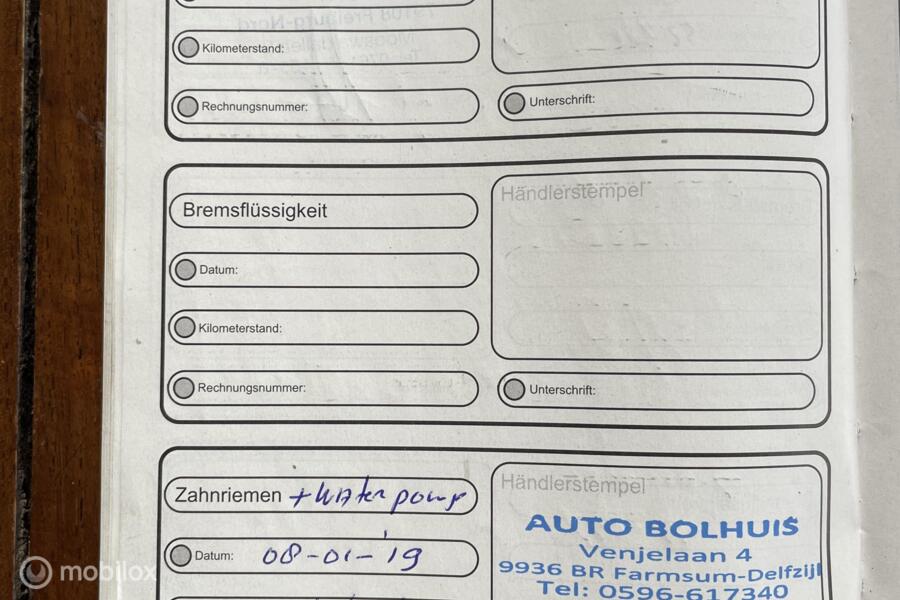 Kilometerstand:
Rechnungsnummer:
Unterschrift:
Bremsflüssigkeit
Händlerstempel
Datum:
Kilometerstand:
Rechnungsnummer:
Unterschrift:
Zahnriemen + Waterpomp
Händlerstempel
Datum: 08-01-'19
AUTO BOLHUIS
Venjelaan 4
9936 BR Farmsum-Delfzijl
Tel: 0596-617340
mobilox